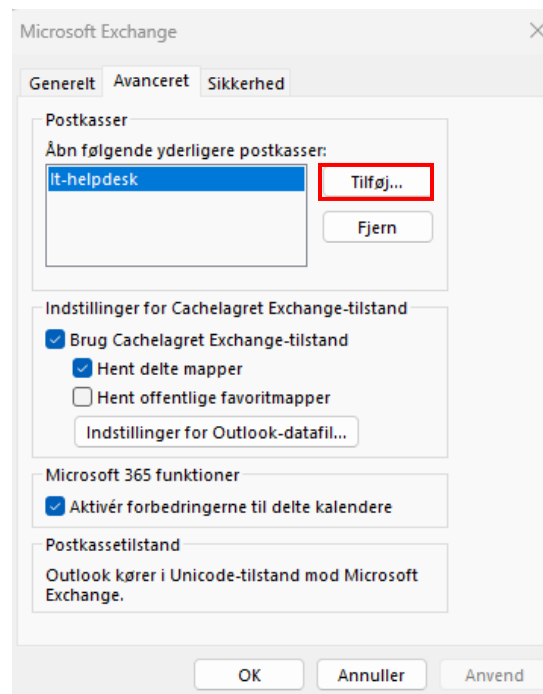 Microsoft Exchange
Generelt Avanceret Sikkerhed
Postkasser
Åbn følgende yderligere postkasser:
It-helpdesk
Tilføj...
Fjern
Indstillinger for Cachelagret Exchange-tilstand
Brug Cachelagret Exchange-tilstand
Hent delte mapper
Hent offentlige favoritmapper
Indstillinger for Outlook-datafil...
Microsoft 365 funktioner
Aktivér forbedringerne til delte kalendere
Postkassetilstand
Outlook kører i Unicode-tilstand mod Microsoft
Exchange.
OK Annuller Anvend